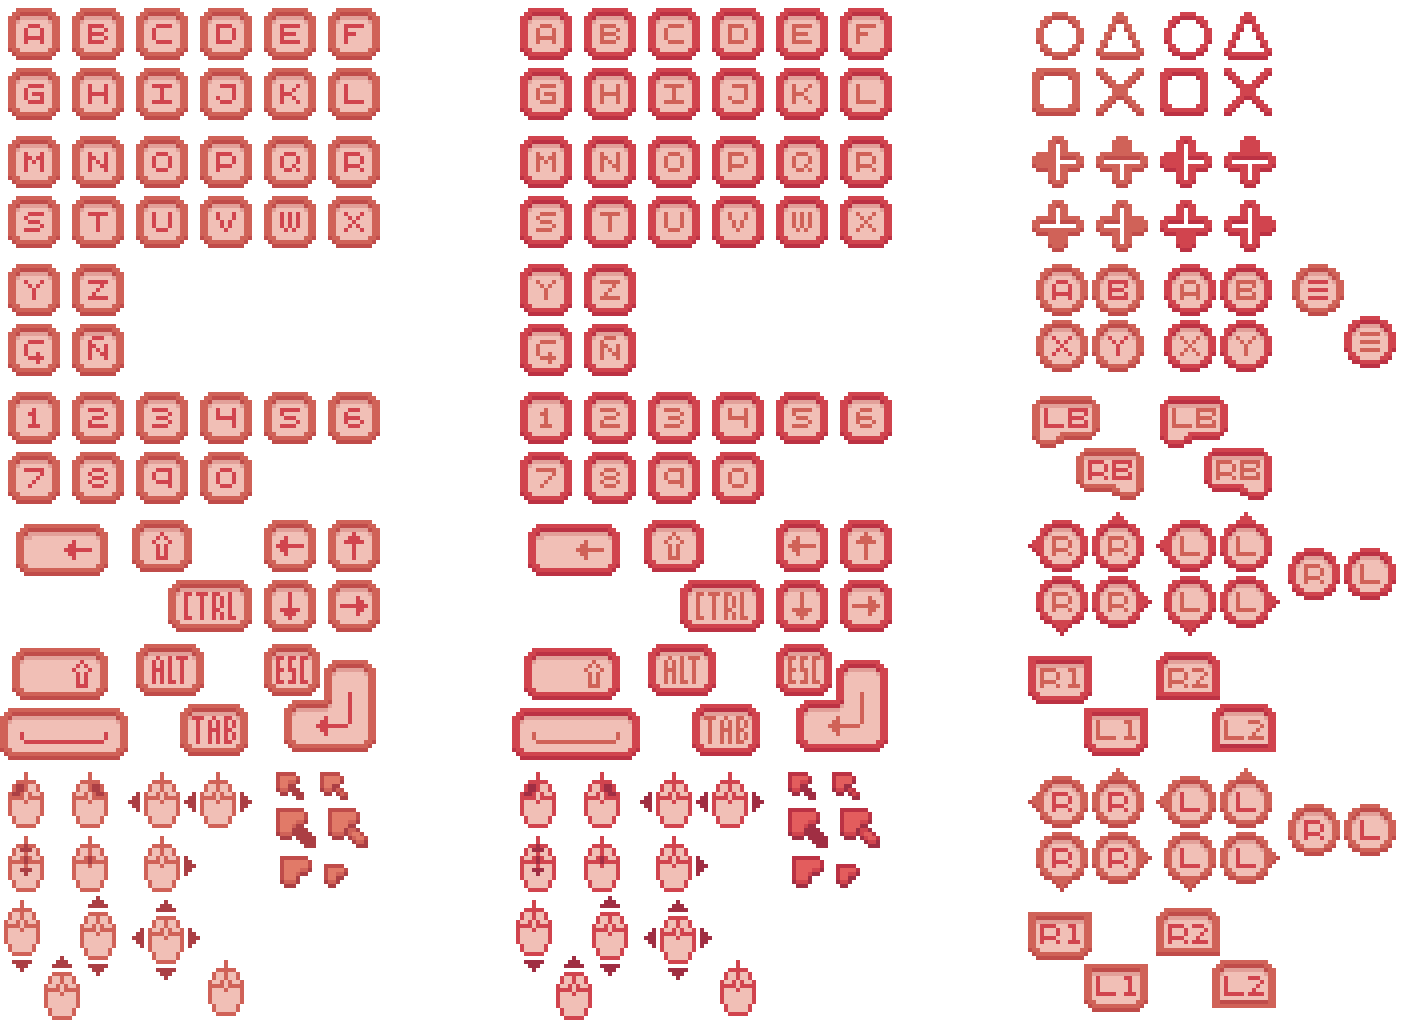 A B C D E F
G H I J K L
M N O P Q R
S T U V W X
Y Z
Ç Ñ
1 2 3 4 5 6
7 8 9 0
CTRL
ALT ESC
TAB
A B C D E F
G H I J K L
M N O P Q R
S T U V W X
Y Z
Ç Ñ
1 2 3 4 5 6
7 8 9 0
CTRL
ALT ESC
TAB
A B A B
X Y X Y
LB LB
RB RB
R R L L
R L
R R L L
R1 R2
L1 L2
R R L L
R L
R R L L
R1 R2
L1 L2